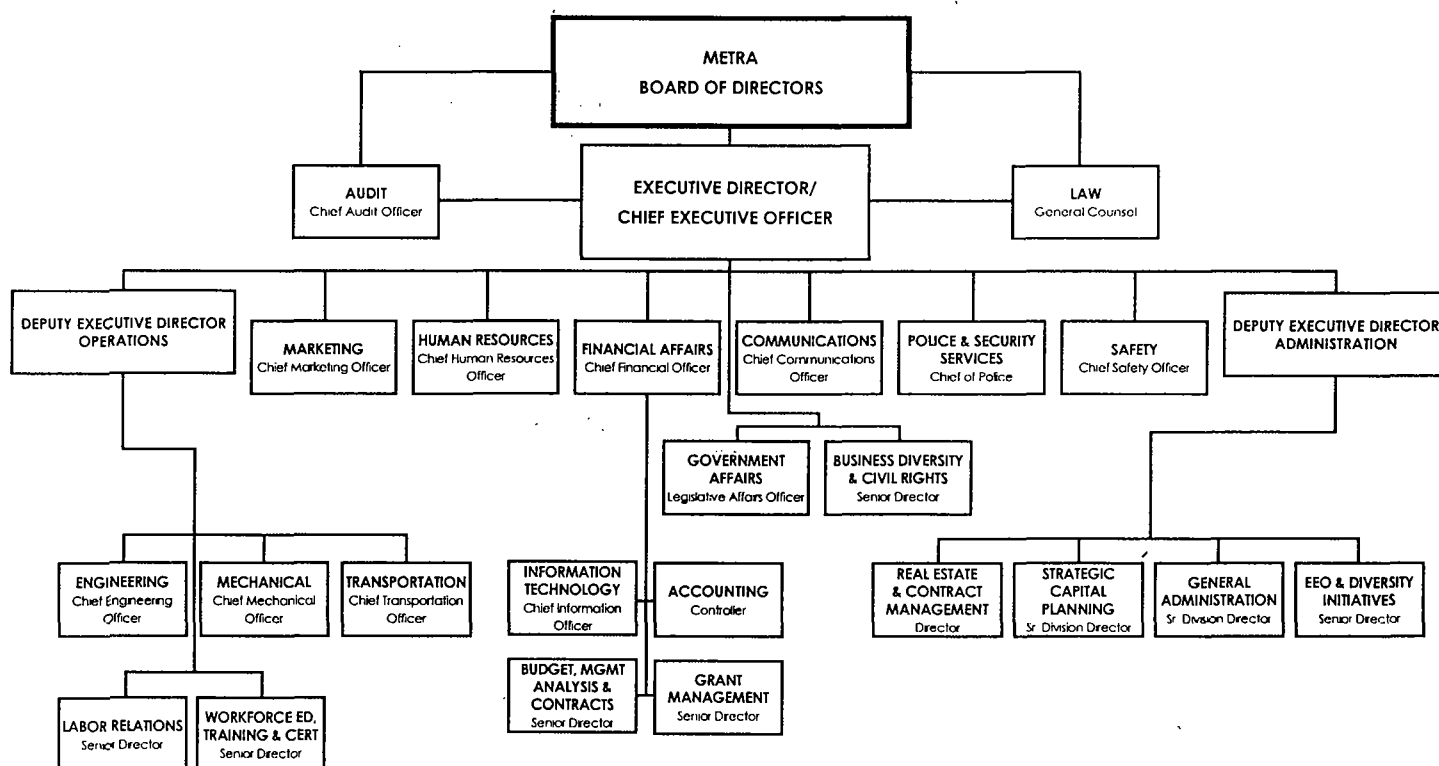 METRA
BOARD OF DIRECTORS
AUDIT
Chief Audit Officer
EXECUTIVE DIRECTOR/
CHIEF EXECUTIVE OFFICER
LAW
General Counsel
DEPUTY EXECUTIVE DIRECTOR
OPERATIONS
MARKETING
Chief Marketing Officer
HUMAN RESOURCES
Chief Human Resources
Officer
FINANCIAL AFFAIRS
Chief Financial Officer
COMMUNICATIONS
Chief Communications
Officer
POLICE & SECURITY
SERVICES
Chief of Police
SAFETY
Chief Safety Officer
DEPUTY EXECUTIVE DIRECTOR
ADMINISTRATION
GOVERNMENT
AFFAIRS
Legislative Affairs Officer
BUSINESS DIVERSITY
& CIVIL RIGHTS
Senior Director
ENGINEERING
Chief Engineering
Officer
MECHANICAL
Chief Mechanical
Officer
TRANSPORTATION
Chief Transportation
Officer
INFORMATION
TECHNOLOGY
Chief Information
Officer
ACCOUNTING
Controller
REAL ESTATE
& CONTRACT
MANAGEMENT
Director
STRATEGIC
CAPITAL
PLANNING
Sr Division Director
GENERAL
ADMINISTRATION
Sr Division Director
EEO & DIVERSITY
INITIATIVES
Senior Director
LABOR RELATIONS
Senior Director
WORKFORCE ED,
TRAINING & CERT
Senior Director
BUDGET, MGMT
ANALYSIS &
CONTRACTS
Senior Director
GRANT
MANAGEMENT
Senior Director